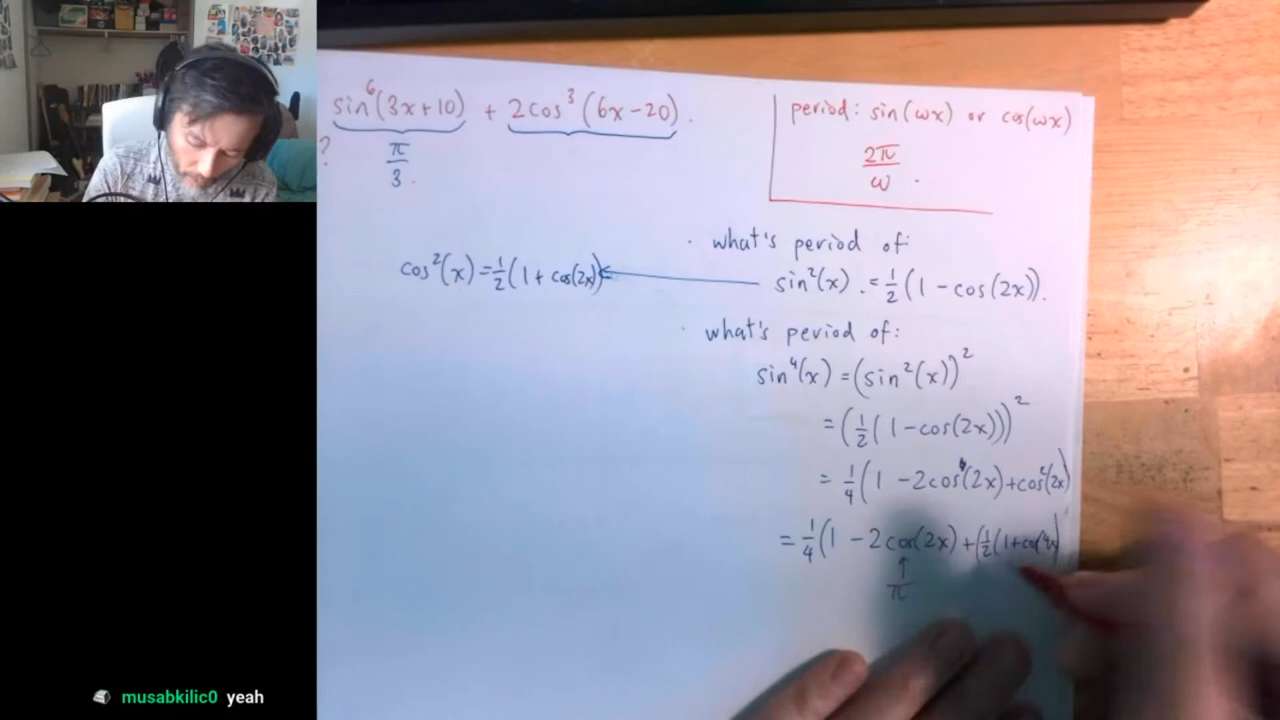 sin⁶(3x+10) + 2cos³(6x-20).
?
π/3.
period: sin(ωx) or cos(ωx)
2π/ω.
· what's period of:
cos²(x) = ½(1 + cos(2x)) ← sin²(x) . = ½(1 - cos(2x)).
· what's period of:
sin⁴(x) = (sin²(x))²
= (½(1 - cos(2x)))²
= ¼(1 - 2cos(2x) + cos²(2x)
= ¼(1 - 2cos(2x) + (½(1+cos(4x)
↑
π
musabkilic0 yeah